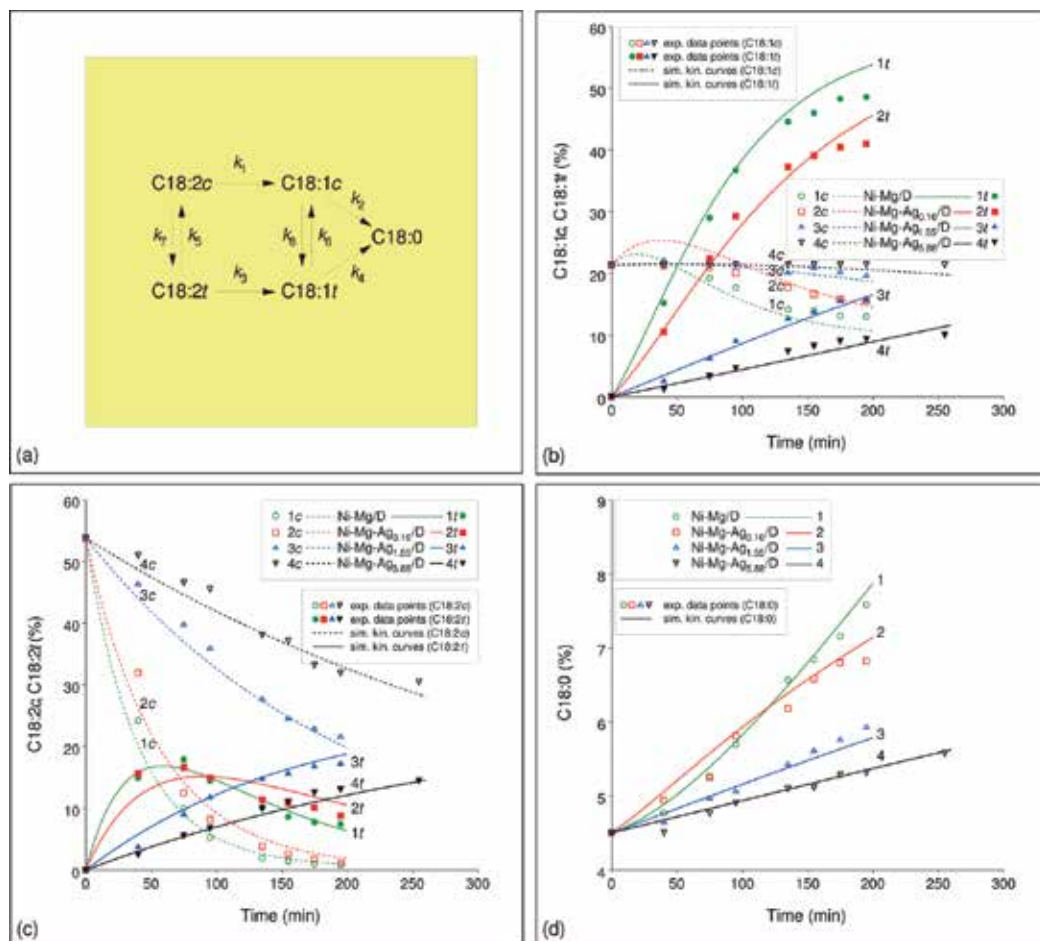 k1
C18:2c
C18:1c
k2
k7
k5
k8
k6
C18:0
C18:2t
k3
C18:1t
k4
(a)
C18:1c, C18:1t (%)
60
50
40
30
20
10
0
exp. data points (C18:1c)
exp. data points (C18:1t)
sim. kin. curves (C18:1c)
sim. kin. curves (C18:1t)
1t
2t
1c Ni-Mg/D 1t
2c Ni-Mg-Ag0.16/D 2t
3c Ni-Mg-Ag1.55/D 3t
4c Ni-Mg-Ag5.88/D 4t
4c
3c
2c
1c
3t
4t
0 50 100 150 200 250 300
Time (min)
(b)
C18:2c, C18:2t (%)
60
50
40
30
20
10
0
1c Ni-Mg/D 1t
2c Ni-Mg-Ag0.16/D 2t
3c Ni-Mg-Ag1.55/D 3t
4c Ni-Mg-Ag5.88/D 4t
exp. data points (C18:2c)
exp. data points (C18:2t)
sim. kin. curves (C18:2c)
sim. kin. curves (C18:2t)
4c
3c
2c
1c
3t
4t
2t
1t
0 50 100 150 200 250 300
Time (min)
(c)
C18:0 (%)
9
8
7
6
5
4
Ni-Mg/D 1
Ni-Mg-Ag0.16/D 2
Ni-Mg-Ag1.55/D 3
Ni-Mg-Ag5.88/D 4
exp. data points (C18:0)
sim. kin. curves (C18:0)
1
2
3
4
0 50 100 150 200 250 300
Time (min)
(d)